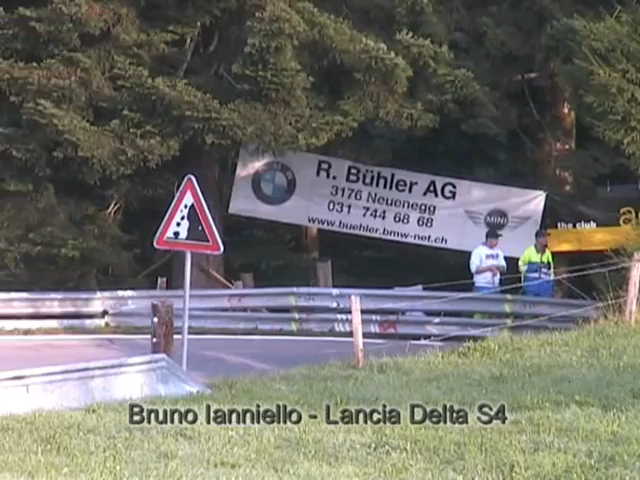 R. Bühler AG
3176 Neuenegg
031 744 68 68
www.buehler.bmw-net.ch
MINI
the club
Bruno Ianniello - Lancia Delta S4